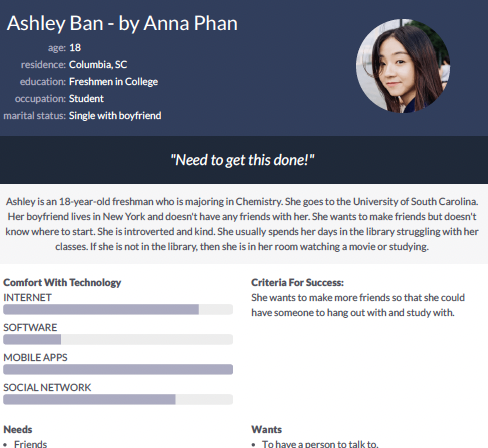 Ashley Ban - by Anna Phan
age: 18
residence: Columbia, SC
education: Freshmen in College
occupation: Student
marital status: Single with boyfriend
"Need to get this done!"
Ashley is an 18-year-old freshman who is majoring in Chemistry. She goes to the University of South Carolina.
Her boyfriend lives in New York and doesn't have any friends with her. She wants to make friends but doesn't
know where to start. She is introverted and kind. She usually spends her days in the library struggling with her
classes. If she is not in the library, then she is in her room watching a movie or studying.
Comfort With Technology
INTERNET
SOFTWARE
MOBILE APPS
SOCIAL NETWORK
Criteria For Success:
She wants to make more friends so that she could
have someone to hang out with and study with.
Needs
• Friends
Wants
• To have a person to talk to.